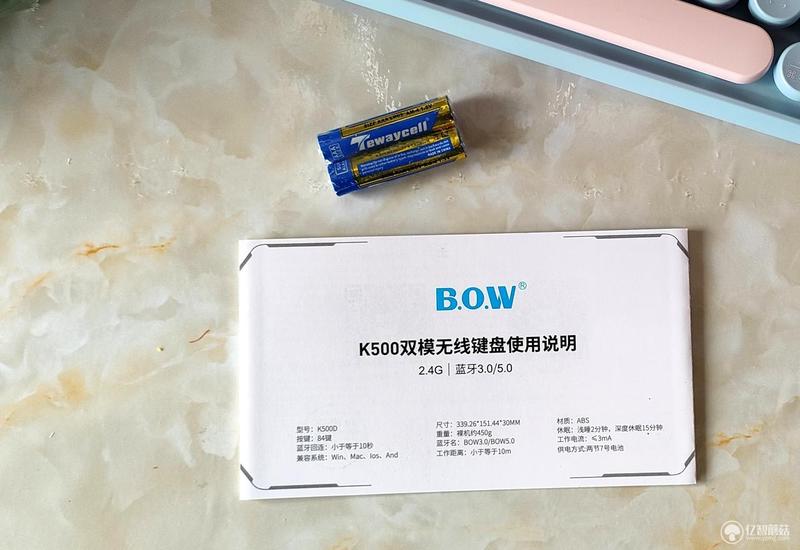 Tewaycell
B.O.W®
K500双模无线键盘使用说明
2.4G|蓝牙3.0/5.0
型号：K500D
按键：84键
蓝牙回连：小于等于10秒
兼容系统：Win、Mac、Ios、And
尺寸：339.26*151.44*30MM
重量：裸机约450g
蓝牙名：BOW3.0/BOW5.0
工作距离：小于等于10m
材质：ABS
休眠：浅睡2分钟，深度休眠15分钟
工作电流：≤3mA
供电方式:两节7号电池
亿智蘑菇